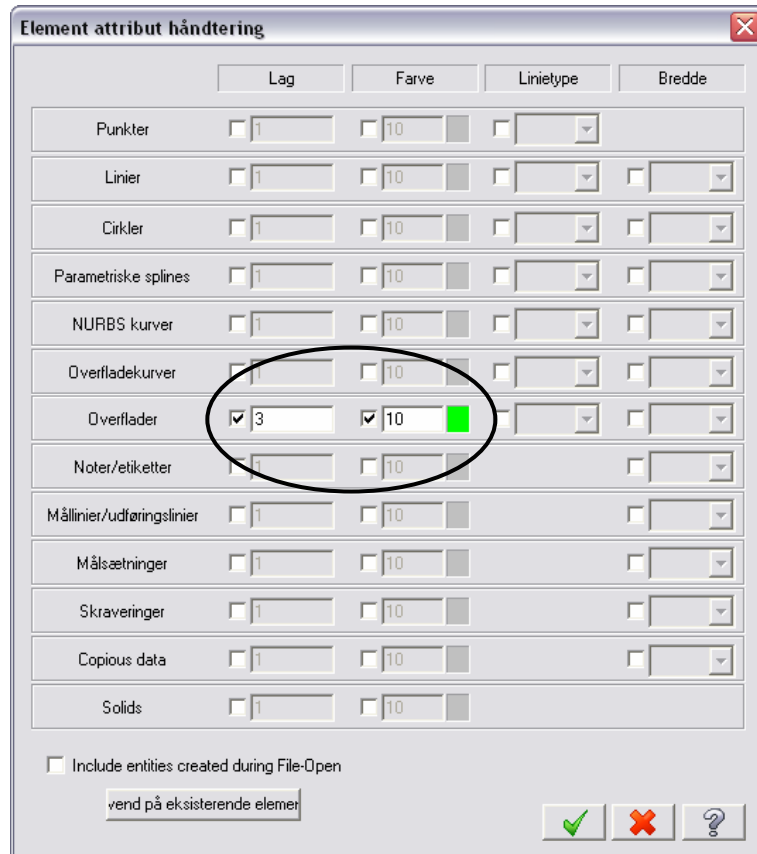 Element attribut håndtering
Lag Farve Linietype Bredde
Punkter 1 10
Linier 1 10
Cirkler 1 10
Parametriske splines 1 10
NURBS kurver 1 10
Overfladekurver 1 10
Overflader 3 10
Noter/etiketter 1 10
Mållinier/udføringslinier 1 10
Målsætninger 1 10
Skraveringer 1 10
Copious data 1 10
Solids 1 10
Include entities created during File-Open
vend på eksisterende elemer